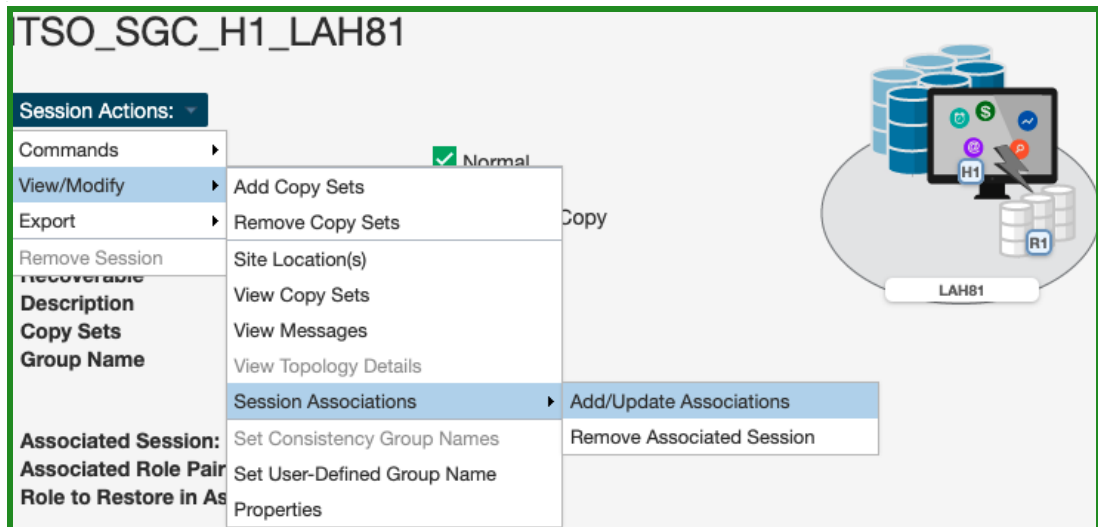 ITSO_SGC_H1_LAH81
Session Actions:
Commands
Normal
View/Modify
Add Copy Sets
Export
Remove Copy Sets
Copy
Remove Session
Site Location(s)
Recoverable
View Copy Sets
Description
Copy Sets
View Messages
Group Name
View Topology Details
Session Associations
Add/Update Associations
Associated Session:
Set Consistency Group Names
Remove Associated Session
Associated Role Pair
Set User-Defined Group Name
Role to Restore in As
Properties
$
@
H1
R1
LAH81